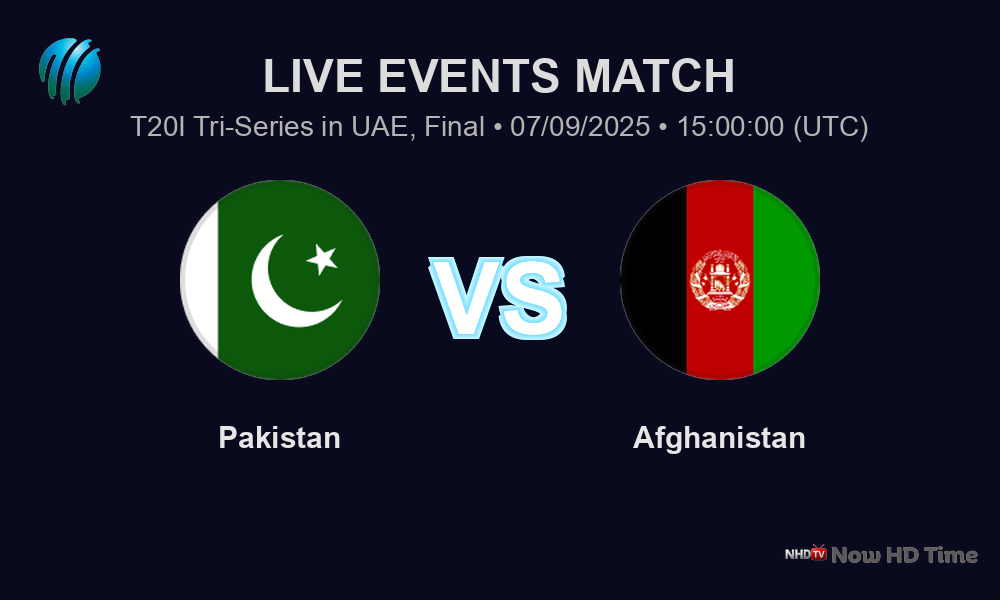 LIVE EVENTS MATCH
T20I Tri-Series in UAE, Final • 07/09/2025 • 15:00:00 (UTC)
VS
Pakistan
Afghanistan
NHDTV Now HD Time